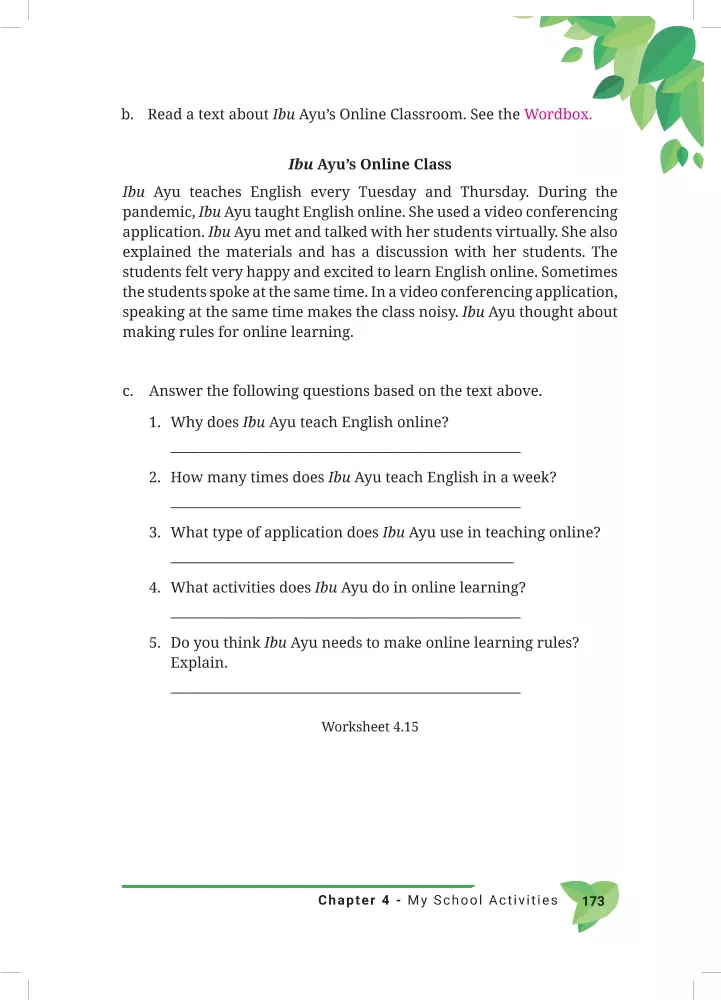 b. Read a text about Ibu Ayu’s Online Classroom. See the Wordbox.
Ibu Ayu’s Online Class
Ibu Ayu teaches English every Tuesday and Thursday. During the
pandemic, Ibu Ayu taught English online. She used a video conferencing
application. Ibu Ayu met and talked with her students virtually. She also
explained the materials and has a discussion with her students. The
students felt very happy and excited to learn English online. Sometimes
the students spoke at the same time. In a video conferencing application,
speaking at the same time makes the class noisy. Ibu Ayu thought about
making rules for online learning.
c. Answer the following questions based on the text above.
1. Why does Ibu Ayu teach English online?
2. How many times does Ibu Ayu teach English in a week?
3. What type of application does Ibu Ayu use in teaching online?
4. What activities does Ibu Ayu do in online learning?
5. Do you think Ibu Ayu needs to make online learning rules?
Explain.
Worksheet 4.15
Chapter 4 - My School Activities 173